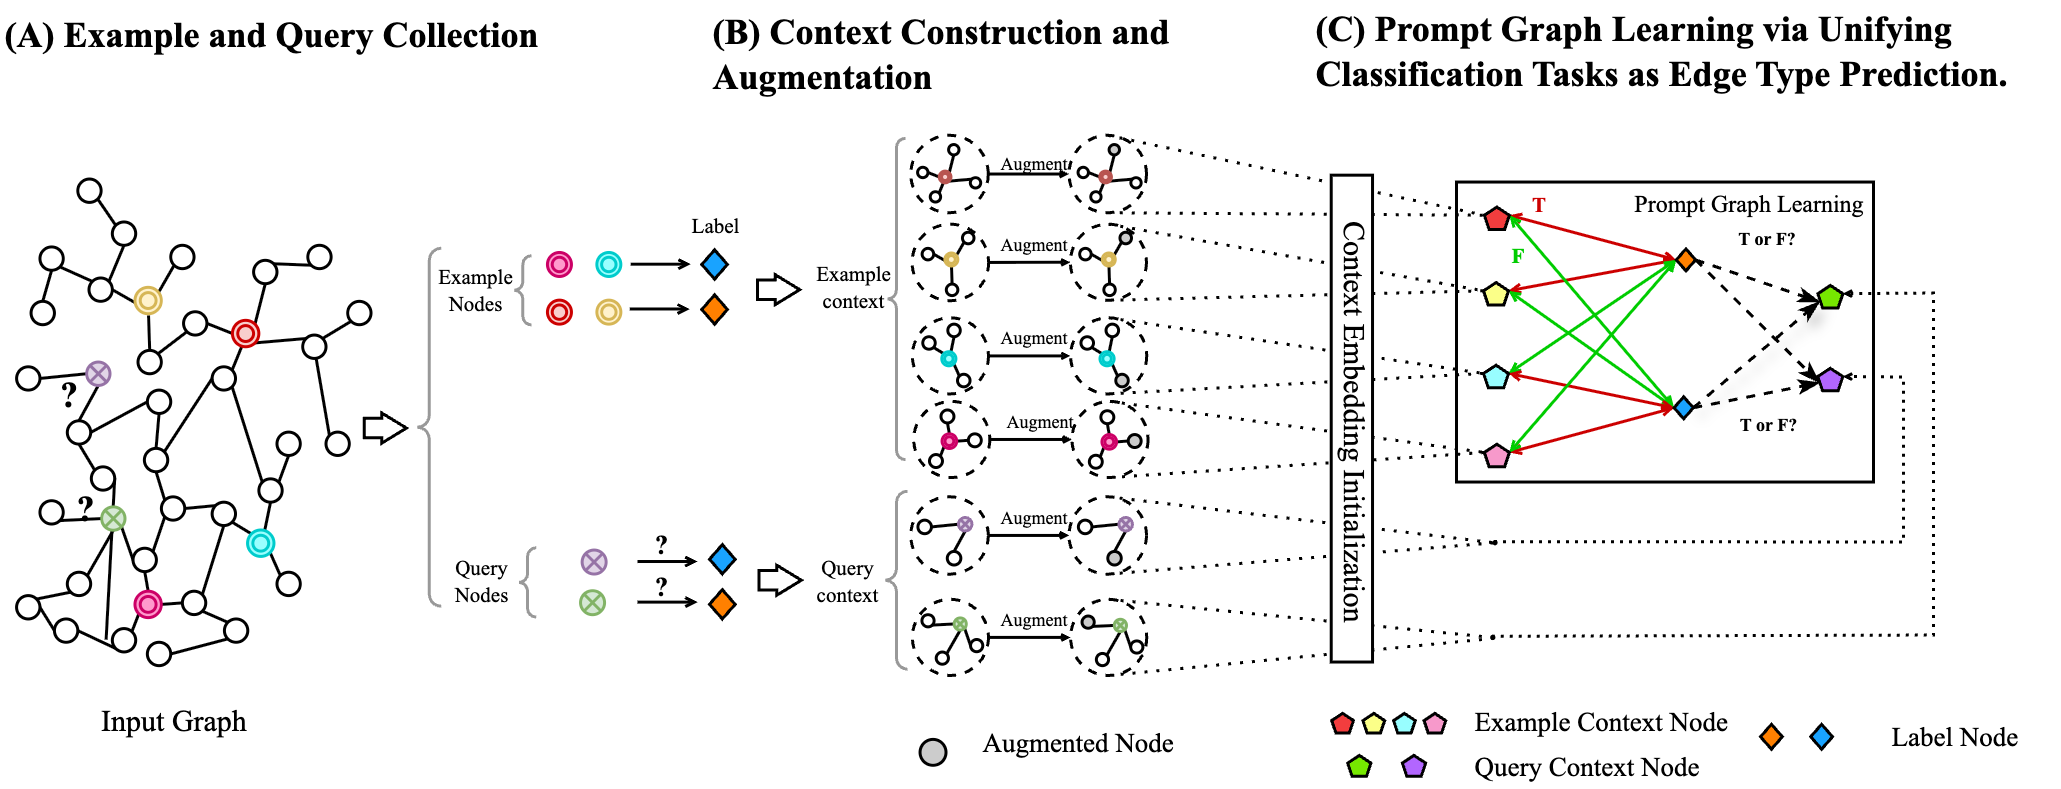 (A) Example and Query Collection
(B) Context Construction and
Augmentation
(C) Prompt Graph Learning via Unifying
Classification Tasks as Edge Type Prediction.
?
?
Input Graph
Example
Nodes
Label
Query
Nodes
?
?
Example
context
Query
context
Augment
Augment
Augment
Augment
Augment
Augment
Augmented Node
Context Embedding Initialization
Prompt Graph Learning
T
F
T or F?
T or F?
Example Context Node
Query Context Node
Label Node